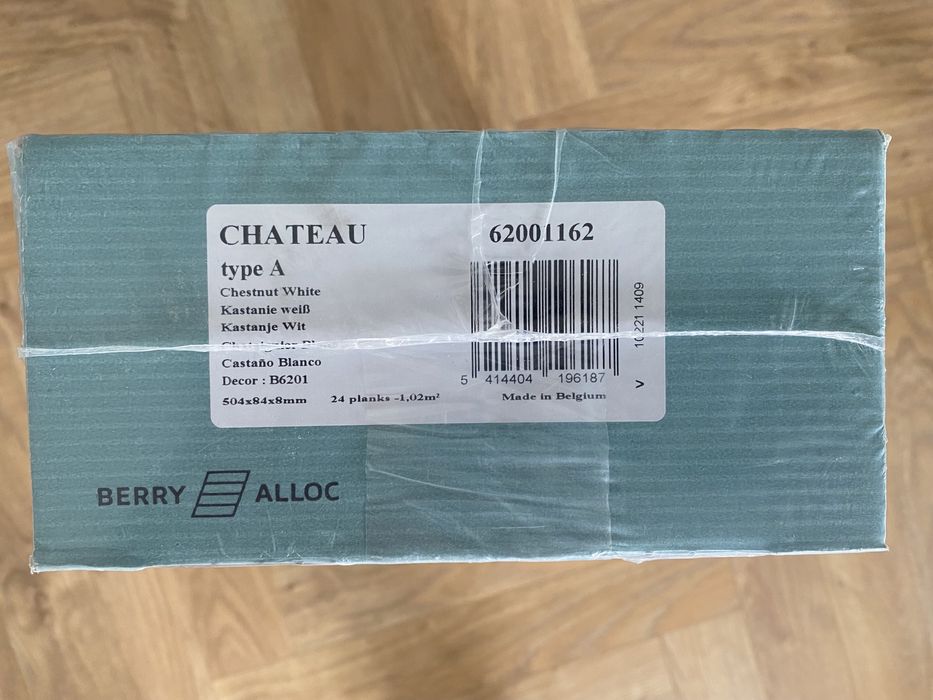 CHATEAU
62001162
type A
Chestnut White
Kastanie weiß
Kastanje Wit
Castaño Blanco
Decor : B6201
504x84x8mm 24 planks -1,02m²
5 414404 196187
Made in Belgium
1409
V
BERRY ALLOC